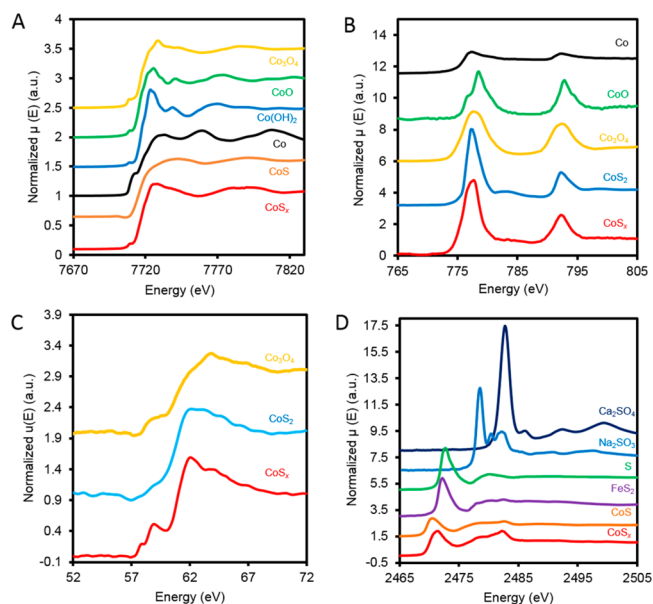 A
Normalized μ (E) (a.u.)
4
3.5
3
2.5
2
1.5
1
0.5
0
Co₃O₄
CoO
Co(OH)₂
Co
CoS
CoSₓ
7670 7720 7770 7820
Energy (eV)
B
Normalized μ (E) (a.u.)
14
12
10
8
6
4
2
0
Co
CoO
Co₃O₄
CoS₂
CoSₓ
765 775 785 795 805
Energy (eV)
C
Normalized u(E) (a.u.)
3.9
3.4
2.9
2.4
1.9
1.4
0.9
0.4
-0.1
Co₃O₄
CoS₂
CoSₓ
52 57 62 67 72
Energy (eV)
D
Normalized μ (E) (a.u.)
17.5
15.5
13.5
11.5
9.5
7.5
5.5
3.5
1.5
-0.5
Ca₂SO₄
Na₂SO₃
S
FeS₂
CoS
CoSₓ
2465 2475 2485 2495 2505
Energy (eV)